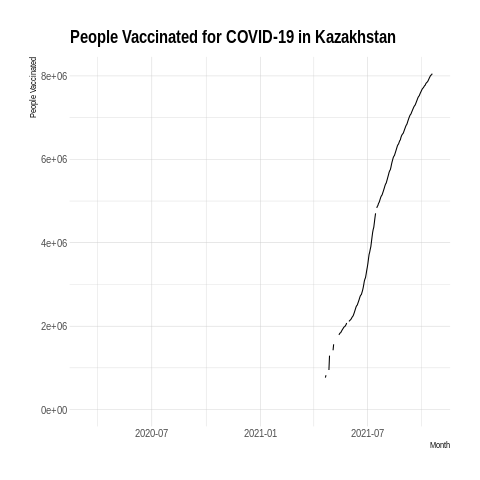 People Vaccinated for COVID-19 in Kazakhstan
People Vaccinated
8e+06
6e+06
4e+06
2e+06
0e+00
2020-07
2021-01
2021-07
Month